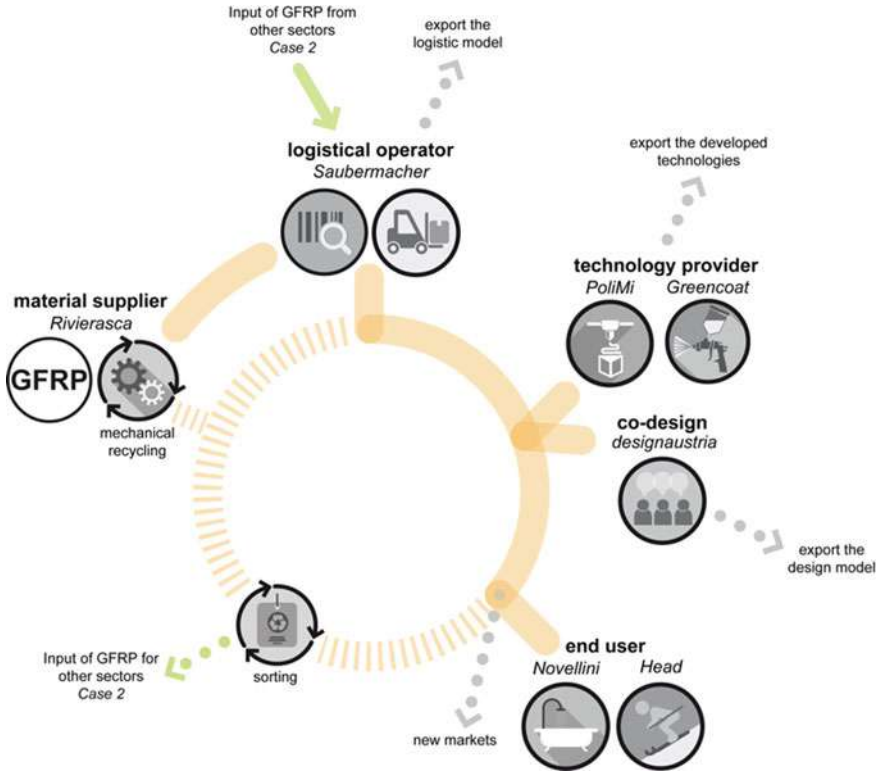 Input of GFRP from
other sectors
Case 2
export the
logistic model
logistical operator
Saubermacher
export the developed
technologies
technology provider
PoliMi Greencoat
material supplier
Rivierasca
GFRP
mechanical
recycling
co-design
designaustria
export the
design model
Input of GFRP for
other sectors
Case 2
sorting
end user
Novellini Head
new markets